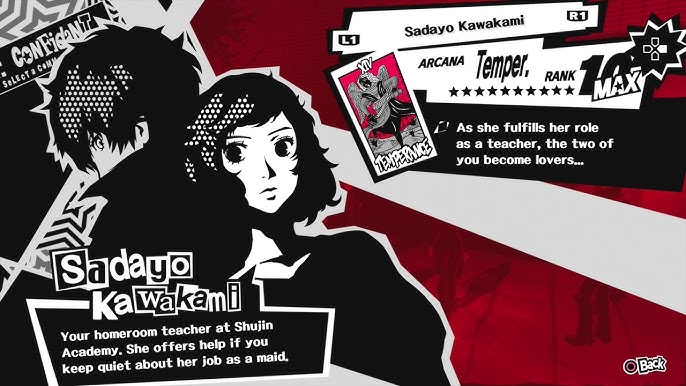 CONFIDANT
L1
Sadayo Kawakami
R1
ARCANA Temper. RANK 10 MAX
XIV
TEMPERANCE
As she fulfills her role
as a teacher, the two of
you become lovers...
Sadayo
Kawakami
Your homeroom teacher at Shujin
Academy. She offers help if you
keep quiet about her job as a maid.
Back